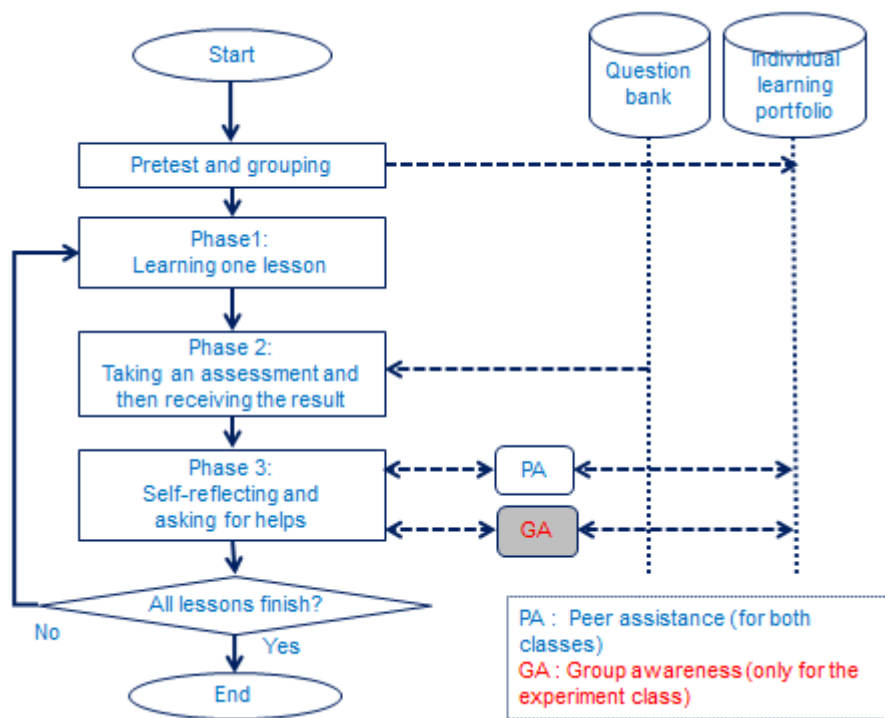 Start
Question
bank
Individual
learning
portfolio
Pretest and grouping
Phase1:
Learning one lesson
Phase 2:
Taking an assessment and
then receiving the result
Phase 3:
Self-reflecting and
asking for helps
PA
GA
All lessons finish?
No
Yes
End
PA : Peer assistance (for both
classes)
GA : Group awareness (only for the
experiment class)